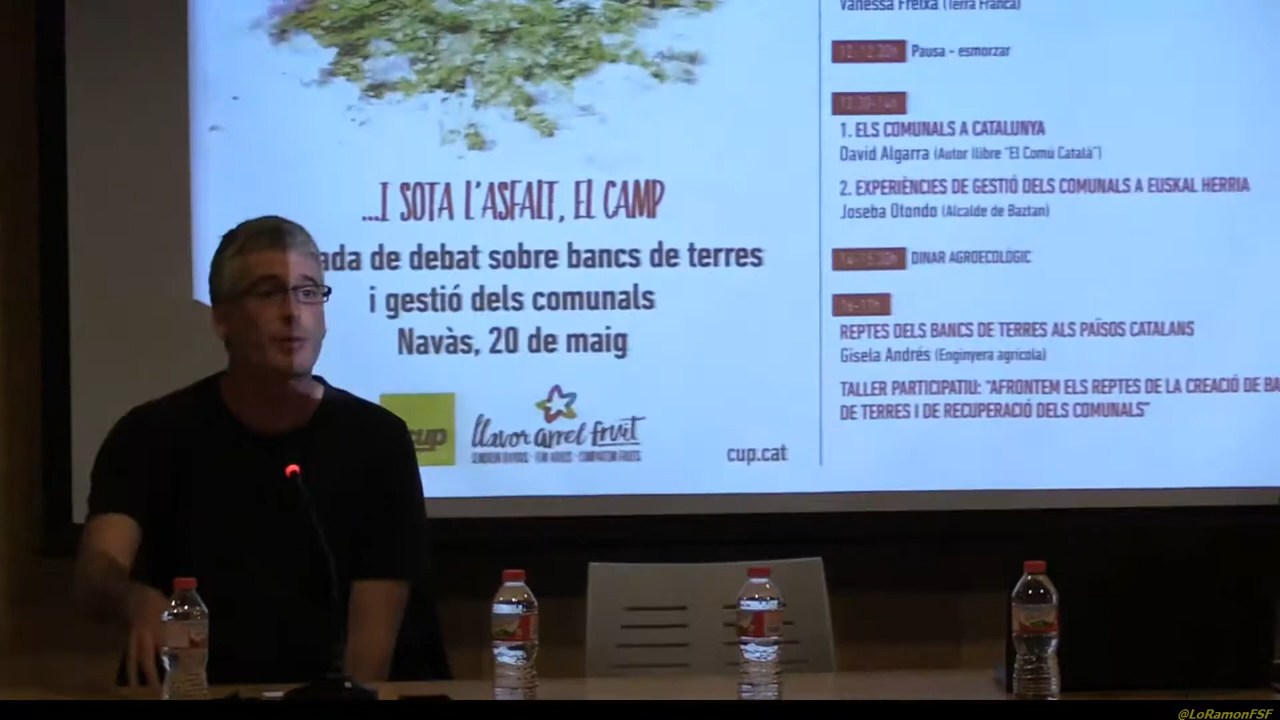 ...I SOTA L'ASFALT, EL CAMP
ada de debat sobre bancs de terres
i gestió dels comunals
Navàs, 20 de maig
cup
llavor arrel fruit
cup.cat
Vanessa Freixa (Terra Franca)
12-12.30h Pausa - esmorzar
12.30-14h
1. ELS COMUNALS A CATALUNYA
David Algarra (Autor llibre "El Comú Català")
2. EXPERIÈNCIES DE GESTIÓ DELS COMUNALS A EUSKAL HERRIA
Joseba Otondo (Alcalde de Baztan)
DINAR AGROECOLÒGIC
16-17h
REPTES DELS BANCS DE TERRES ALS PAÏSOS CATALANS
Gisela Andrés (Enginyera agrícola)
TALLER PARTICIPATIU: "AFRONTEM ELS REPTES DE LA CREACIÓ DE BA
DE TERRES I DE RECUPERACIÓ DELS COMUNALS"
@LoRamonFSF